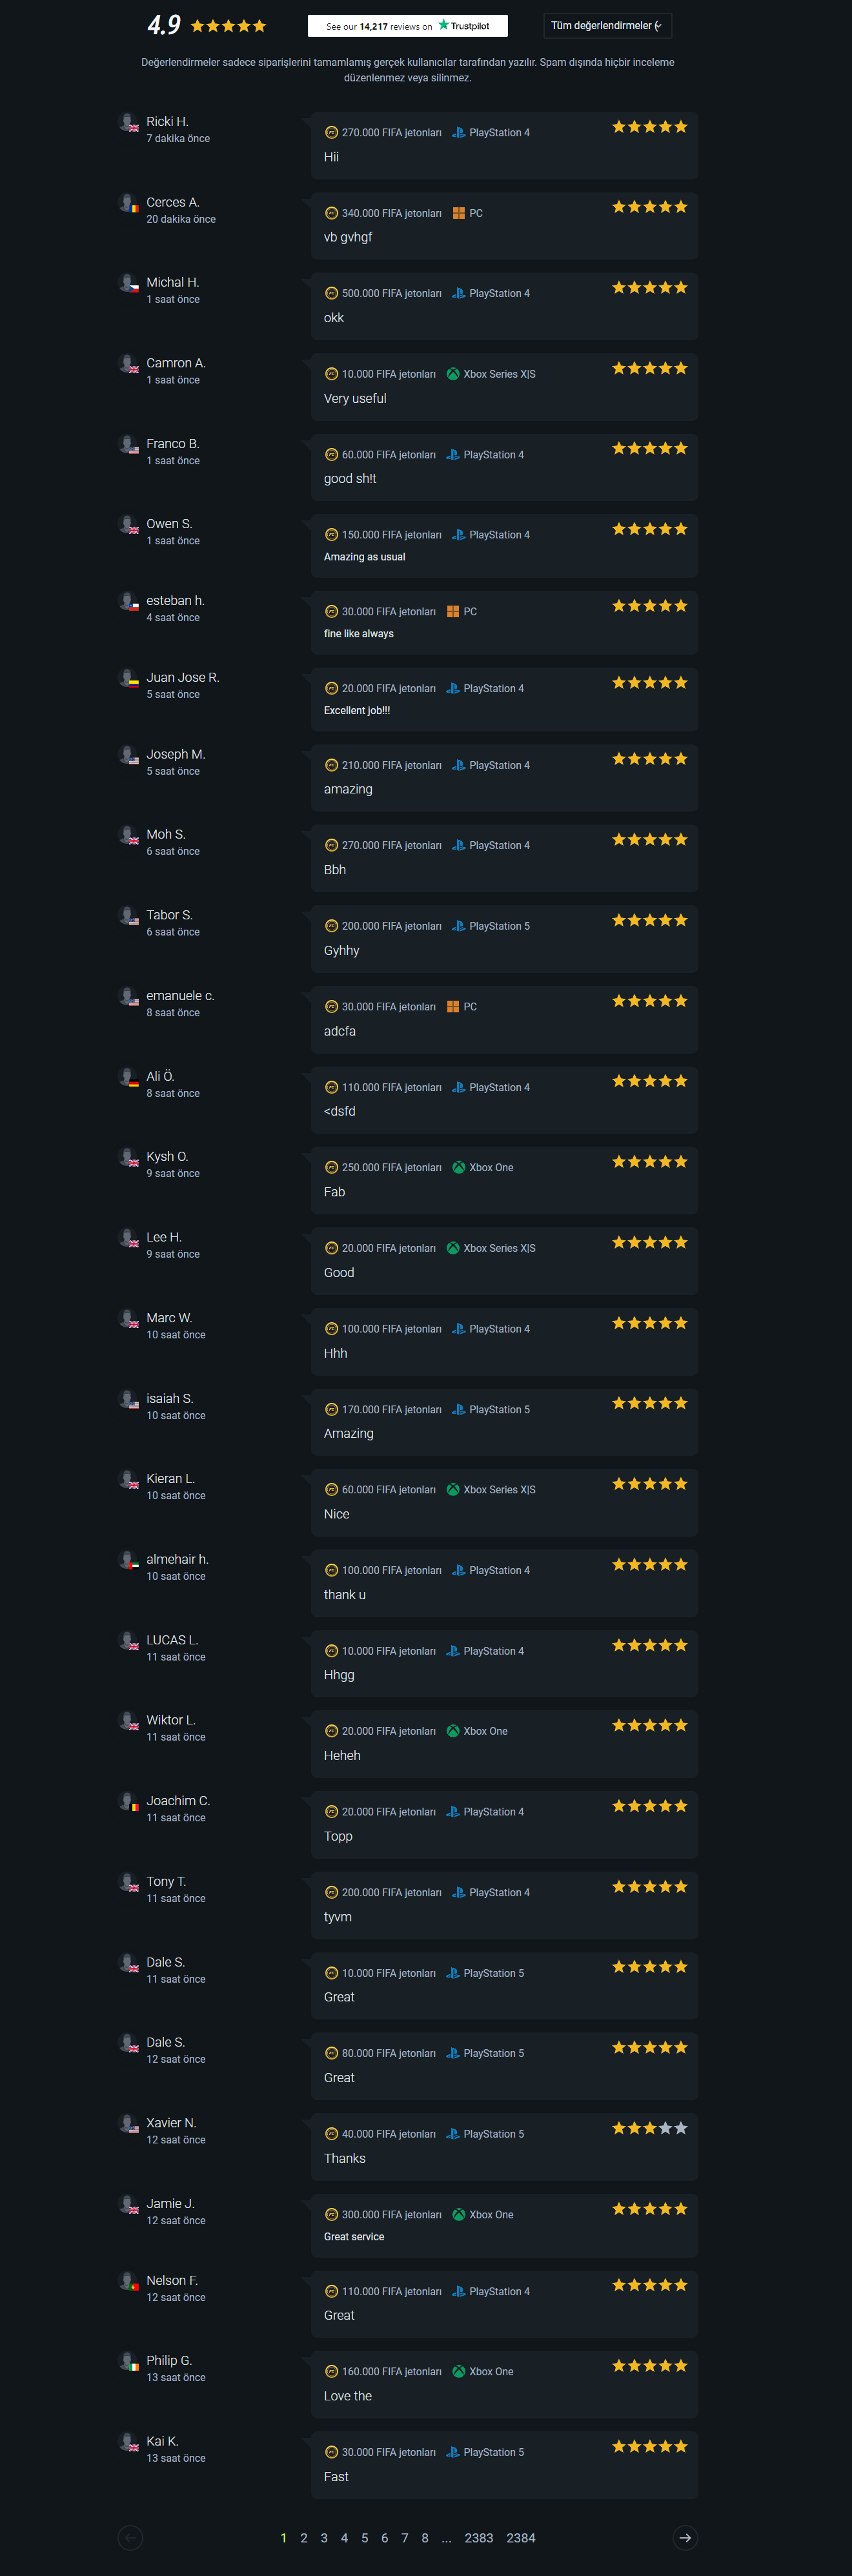 4.9
See our 14,217 reviews on Trustpilot
Tüm değerlendirmeler (
Değerlendirmeler sadece siparişlerini tamamlamış gerçek kullanıcılar tarafından yazılır. Spam dışında hiçbir inceleme
düzenlenmez veya silinmez.
Ricki H.
7 dakika önce
270.000 FIFA jetonları PlayStation 4
Hii
Cerces A.
20 dakika önce
340.000 FIFA jetonları PC
vb gvhgf
Michal H.
1 saat önce
500.000 FIFA jetonları PlayStation 4
okk
Camron A.
1 saat önce
10.000 FIFA jetonları Xbox Series X|S
Very useful
Franco B.
1 saat önce
60.000 FIFA jetonları PlayStation 4
good sh!t
Owen S.
1 saat önce
150.000 FIFA jetonları PlayStation 4
Amazing as usual
esteban h.
4 saat önce
30.000 FIFA jetonları PC
fine like always
Juan Jose R.
5 saat önce
20.000 FIFA jetonları PlayStation 4
Excellent job!!!
Joseph M.
5 saat önce
210.000 FIFA jetonları PlayStation 4
amazing
Moh S.
6 saat önce
270.000 FIFA jetonları PlayStation 4
Bbh
Tabor S.
6 saat önce
200.000 FIFA jetonları PlayStation 5
Gyhhy
emanuele c.
8 saat önce
30.000 FIFA jetonları PC
adcfa
Ali Ö.
8 saat önce
110.000 FIFA jetonları PlayStation 4
<dsfd
Kysh O.
9 saat önce
250.000 FIFA jetonları Xbox One
Fab
Lee H.
9 saat önce
20.000 FIFA jetonları Xbox Series X|S
Good
Marc W.
10 saat önce
100.000 FIFA jetonları PlayStation 4
Hhh
isaiah S.
10 saat önce
170.000 FIFA jetonları PlayStation 5
Amazing
Kieran L.
10 saat önce
60.000 FIFA jetonları Xbox Series X|S
Nice
almehair h.
10 saat önce
100.000 FIFA jetonları PlayStation 4
thank u
LUCAS L.
11 saat önce
10.000 FIFA jetonları PlayStation 4
Hhgg
Wiktor L.
11 saat önce
20.000 FIFA jetonları Xbox One
Heheh
Joachim C.
11 saat önce
20.000 FIFA jetonları PlayStation 4
Topp
Tony T.
11 saat önce
200.000 FIFA jetonları PlayStation 4
tyvm
Dale S.
11 saat önce
10.000 FIFA jetonları PlayStation 5
Great
Dale S.
12 saat önce
80.000 FIFA jetonları PlayStation 5
Great
Xavier N.
12 saat önce
40.000 FIFA jetonları PlayStation 5
Thanks
Jamie J.
12 saat önce
300.000 FIFA jetonları Xbox One
Great service
Nelson F.
12 saat önce
110.000 FIFA jetonları PlayStation 4
Great
Philip G.
13 saat önce
160.000 FIFA jetonları Xbox One
Love the
Kai K.
13 saat önce
30.000 FIFA jetonları PlayStation 5
Fast
1 2 3 4 5 6 7 8 ... 2383 2384